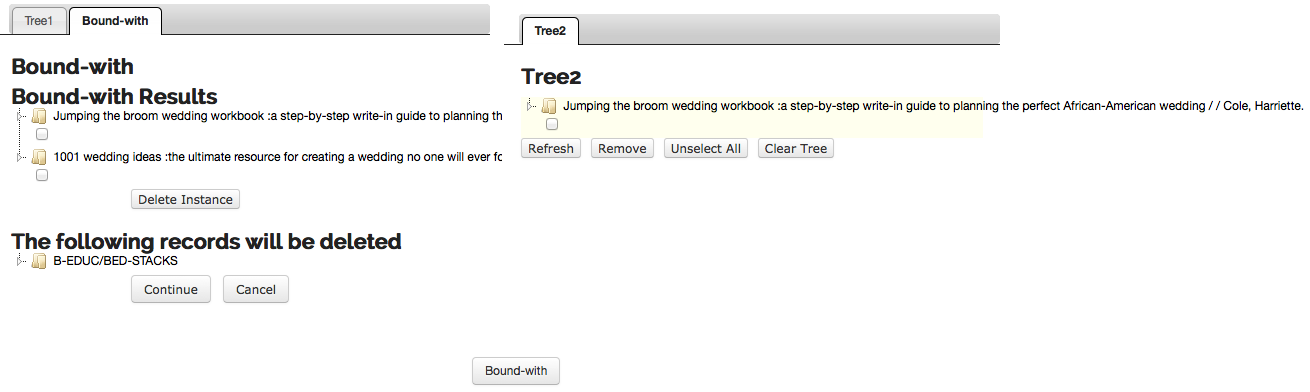 Tree1
Bound-with
Bound-with
Bound-with Results
Jumping the broom wedding workbook :a step-by-step write-in guide to planning th
1001 wedding ideas :the ultimate resource for creating a wedding no one will ever fo
Delete Instance
The following records will be deleted
B-EDUC/BED-STACKS
Continue
Cancel
Tree2
Tree2
Jumping the broom wedding workbook :a step-by-step write-in guide to planning the perfect African-American wedding / / Cole, Harriette.
Refresh
Remove
Unselect All
Clear Tree
Bound-with